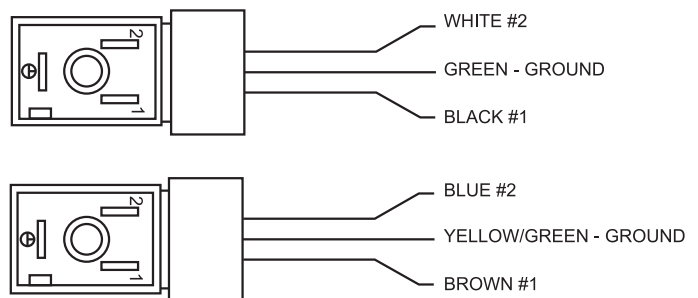 WHITE #2
2
GREEN - GROUND
1
BLACK #1
BLUE #2
2
YELLOW/GREEN - GROUND
1
BROWN #1